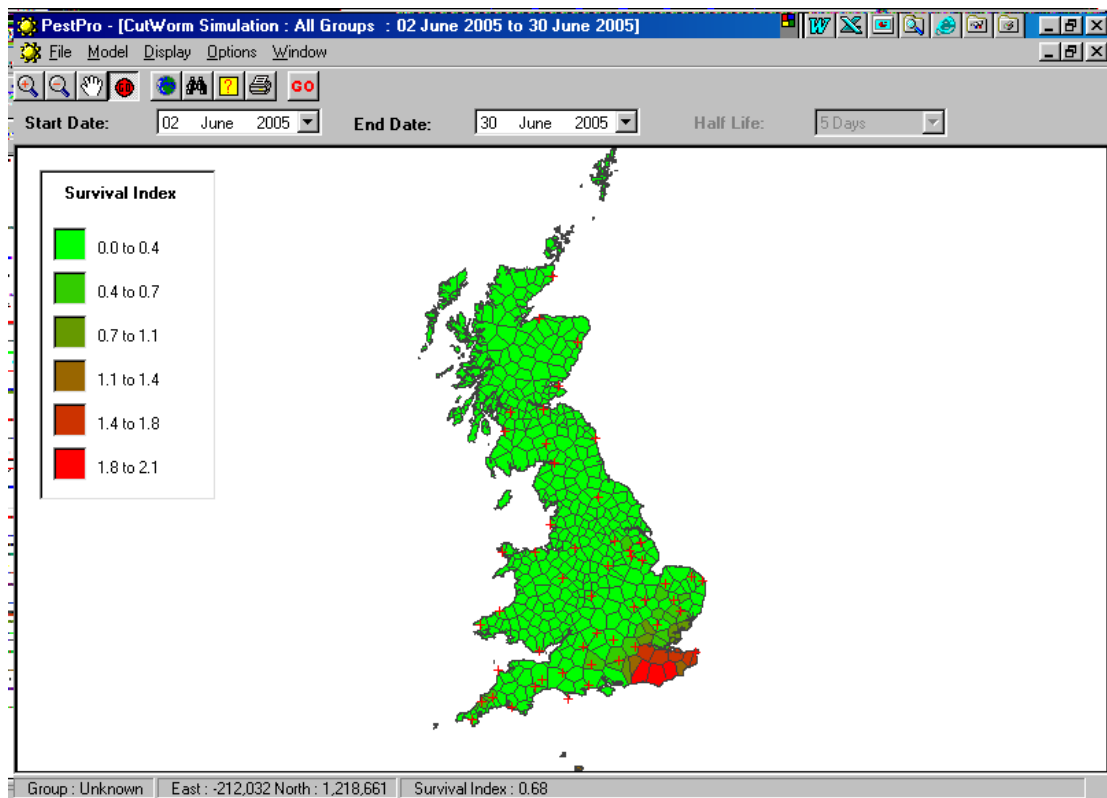 PestPro - [CutWorm Simulation : All Groups : 02 June 2005 to 30 June 2005]
File Model Display Options Window
GO
Start Date: 02 June 2005 End Date: 30 June 2005 Half Life: 5 Days
Survival Index
0.0 to 0.4
0.4 to 0.7
0.7 to 1.1
1.1 to 1.4
1.4 to 1.8
1.8 to 2.1
Group : Unknown East : -212,032 North : 1,218,661 Survival Index : 0.68